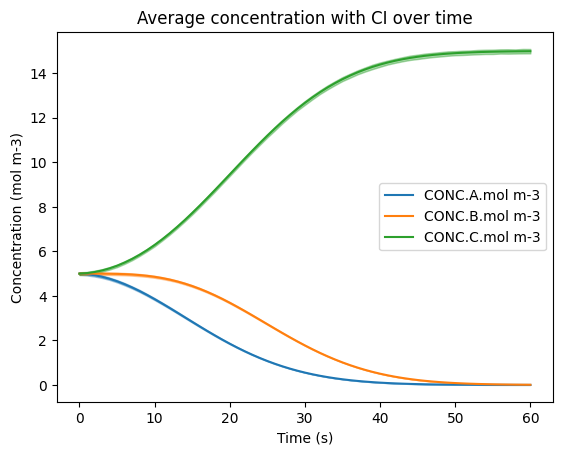 Average concentration with CI over time
Concentration (mol m-3)
14
12
10
8
6
4
2
0
CONC.A.mol m-3
CONC.B.mol m-3
CONC.C.mol m-3
0 10 20 30 40 50 60
Time (s)